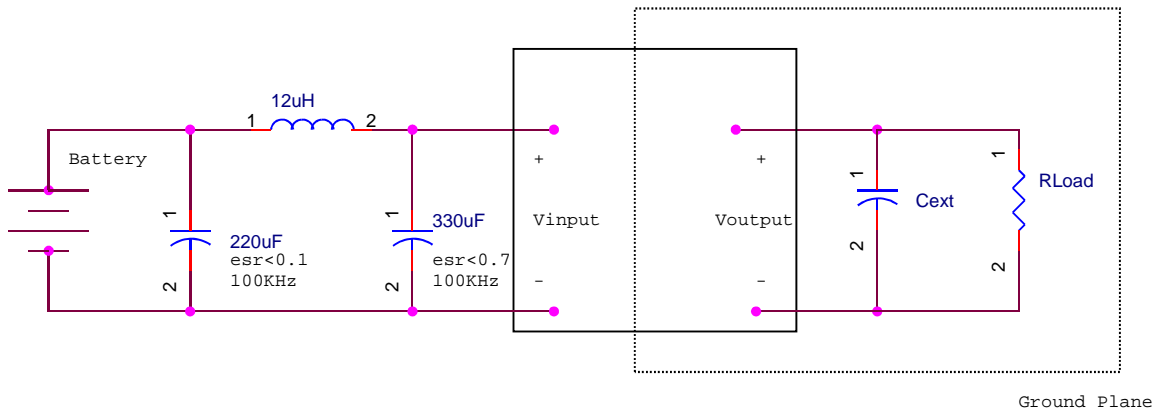 12uH
1
2
Battery
+
+
1
1
RLoad
1
1
330uF
Vinput
Voutput
Cext
220uF
esr<0.1
100KHz
esr<0.7
100KHz
2
2
2
2
-
-
Ground Plane